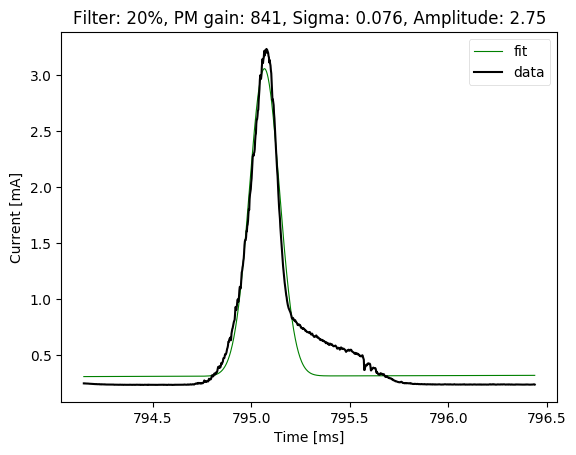 Filter: 20%, PM gain: 841, Sigma: 0.076, Amplitude: 2.75
fit
data
3.0
2.5
2.0
1.5
1.0
0.5
Current [mA]
794.5 795.0 795.5 796.0 796.5
Time [ms]